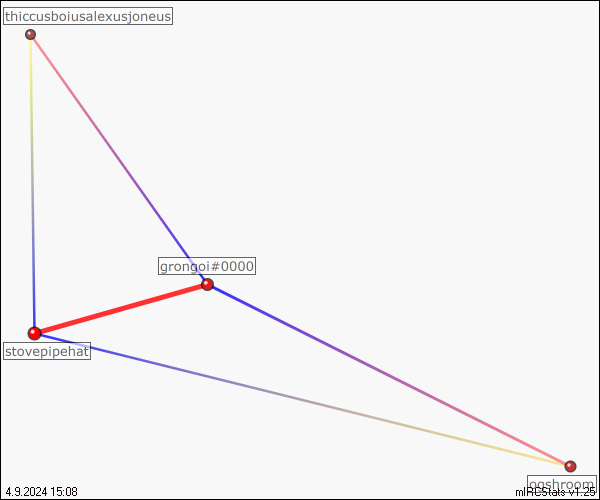 thiccusboiusalexusjoneus
grongoi#0000
stovepipehat
ogshroom
4.9.2024 15:08
mIRCStats v1.25